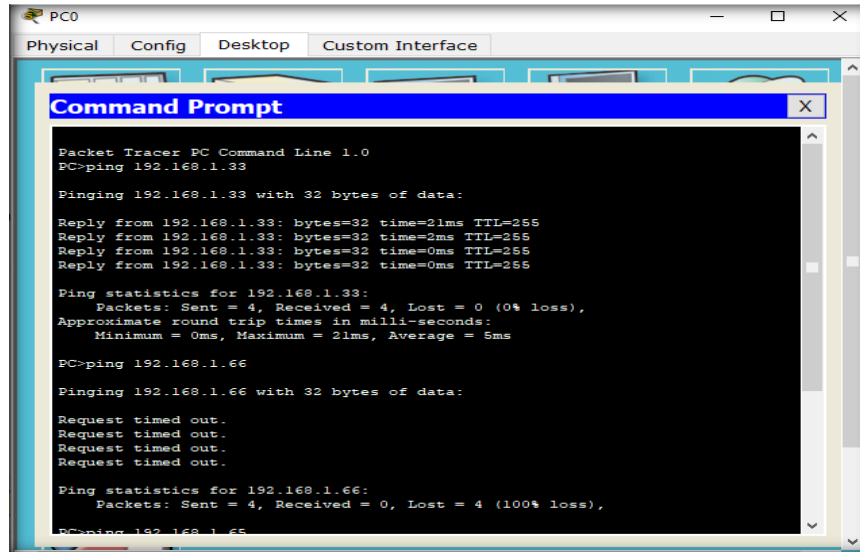 PC0
Physical Config Desktop Custom Interface
Command Prompt
X
Packet Tracer PC Command Line 1.0
PC>ping 192.168.1.33
Pinging 192.168.1.33 with 32 bytes of data:
Reply from 192.168.1.33: bytes=32 time=21ms TTL=255
Reply from 192.168.1.33: bytes=32 time=2ms TTL=255
Reply from 192.168.1.33: bytes=32 time=0ms TTL=255
Reply from 192.168.1.33: bytes=32 time=0ms TTL=255
Ping statistics for 192.168.1.33:
Packets: Sent = 4, Received = 4, Lost = 0 (0% loss),
Approximate round trip times in milli-seconds:
Minimum = 0ms, Maximum = 21ms, Average = 5ms
PC>ping 192.168.1.66
Pinging 192.168.1.66 with 32 bytes of data:
Request timed out.
Request timed out.
Request timed out.
Request timed out.
Ping statistics for 192.168.1.66:
Packets: Sent = 4, Received = 0, Lost = 4 (100% loss),
PC>ping 192.168.1.65